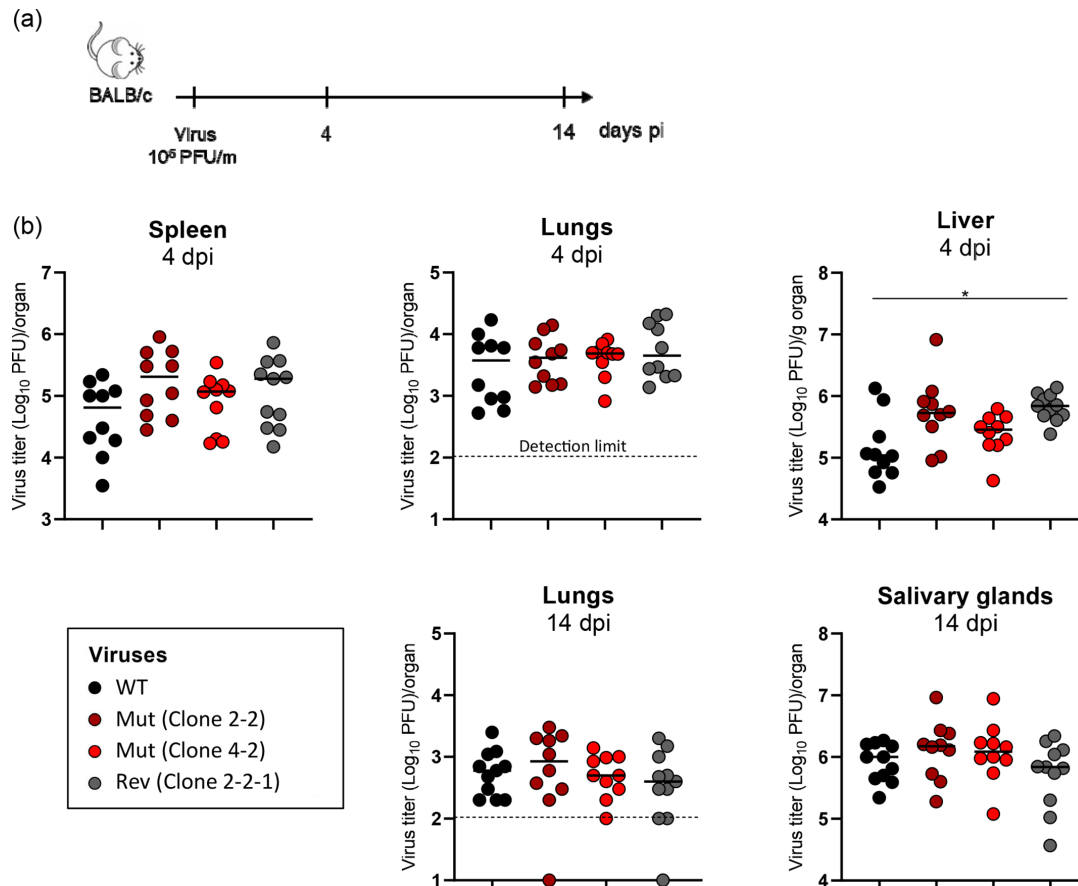 (a)
BALB/c
Virus
10⁵ PFU/m
4
14
days pi
(b)
Spleen
4 dpi
Virus titer (Log₁₀ PFU)/organ
7
6
5
4
3
Lungs
4 dpi
Virus titer (Log₁₀ PFU)/organ
5
4
3
2
1
Detection limit
Liver
4 dpi
Virus titer (Log₁₀ PFU)/g organ
8
7
6
5
4
*
Viruses
WT
Mut (Clone 2-2)
Mut (Clone 4-2)
Rev (Clone 2-2-1)
Lungs
14 dpi
Virus titer (Log₁₀ PFU)/organ
5
4
3
2
1
Salivary glands
14 dpi
Virus titer (Log₁₀ PFU)/organ
8
7
6
5
4